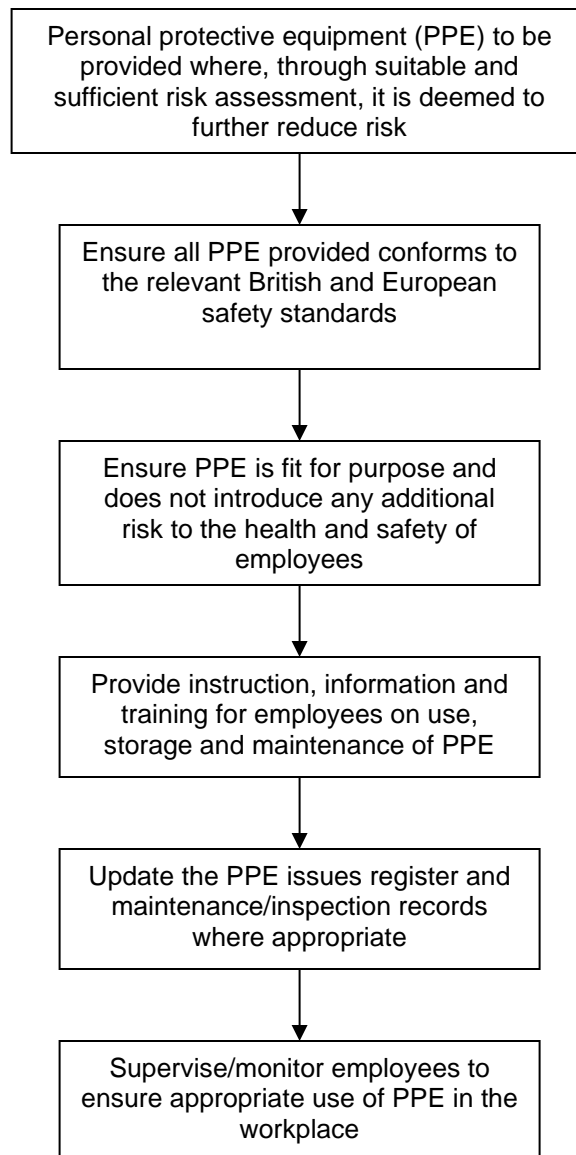 Personal protective equipment (PPE) to be
provided where, through suitable and
sufficient risk assessment, it is deemed to
further reduce risk
Ensure all PPE provided conforms to
the relevant British and European
safety standards
Ensure PPE is fit for purpose and
does not introduce any additional
risk to the health and safety of
employees
Provide instruction, information and
training for employees on use,
storage and maintenance of PPE
Update the PPE issues register and
maintenance/inspection records
where appropriate
Supervise/monitor employees to
ensure appropriate use of PPE in the
workplace